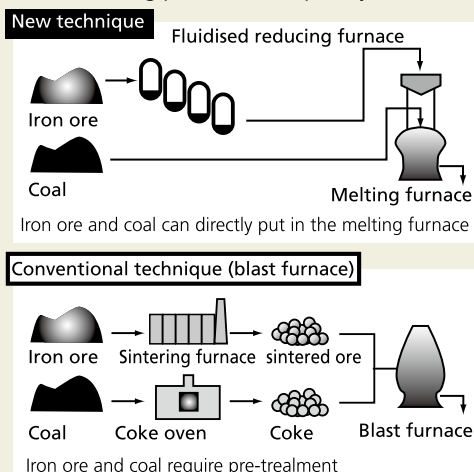 New technique
Fluidised reducing furnace
Iron ore
Coal
Melting furnace
Iron ore and coal can directly put in the melting furnace
Conventional technique (blast furnace)
Iron ore
Sintering furnace
sintered ore
Coal
Coke oven
Coke
Blast furnace
Iron ore and coal require pre-treatment